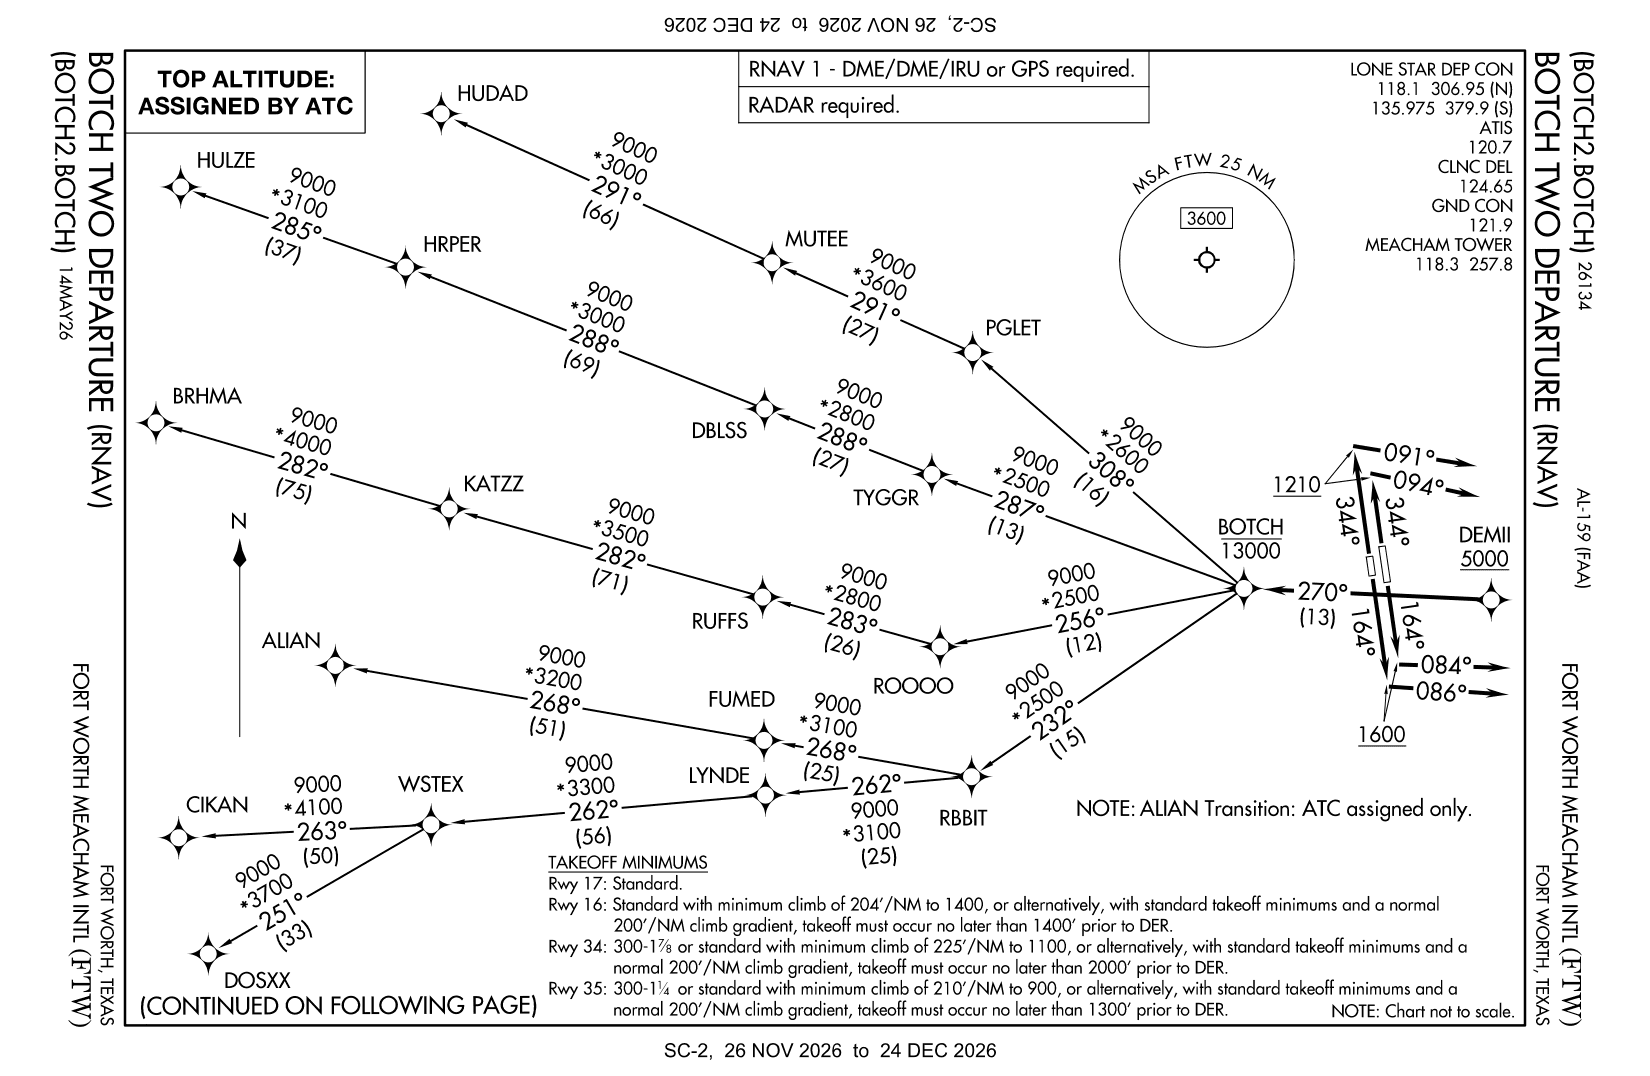 SC-2, 26 NOV 2026 to 24 DEC 2026
(BOTCH2.BOTCH) 14MAY26
BOTCH TWO DEPARTURE (RNAV)
FORT WORTH MEACHAM INTL (FTW)
FORT WORTH, TEXAS
(BOTCH2.BOTCH) 26134
BOTCH TWO DEPARTURE (RNAV)
AL-159 (FAA)
FORT WORTH MEACHAM INTL (FTW)
FORT WORTH, TEXAS
TOP ALTITUDE:
ASSIGNED BY ATC
RNAV 1 - DME/DME/IRU or GPS required.
RADAR required.
LONE STAR DEP CON
118.1 306.95 (N)
135.975 379.9 (S)
ATIS
120.7
CLNC DEL
124.65
GND CON
121.9
MEACHAM TOWER
118.3 257.8
MSA FTW 25 NM
3600
HUDAD
9000
*3000
291°
(66)
MUTEE
9000
*3600
291°
(27)
PGLET
9000
*2600
308°
(16)
HULZE
9000
*3100
285°
(37)
HRPER
9000
*3000
288°
(69)
DBLSS
9000
*2800
288°
(27)
TYGGR
9000
*2500
287°
(13)
BRHMA
9000
*4000
282°
(75)
KATZZ
9000
*3500
282°
(71)
RUFFS
9000
*2800
283°
(26)
ROOOO
9000
*2500
256°
(12)
BOTCH
13000
270°
(13)
DEMII
5000
1210
091°
094°
344°
344°
164°
164°
084°
086°
1600
N
ALIAN
9000
*3200
268°
(51)
FUMED
9000
*3100
268°
(25)
9000
*2500
232°
(15)
RBBIT
262°
9000
*3100
(25)
LYNDE
9000
*3300
262°
(56)
WSTEX
9000
*4100
263°
(50)
CIKAN
9000
*3700
251°
(33)
DOSXX
(CONTINUED ON FOLLOWING PAGE)
NOTE: ALIAN Transition: ATC assigned only.
TAKEOFF MINIMUMS
Rwy 17: Standard.
Rwy 16: Standard with minimum climb of 204'/NM to 1400, or alternatively, with standard takeoff minimums and a normal
200'/NM climb gradient, takeoff must occur no later than 1400' prior to DER.
Rwy 34: 300-1⅞ or standard with minimum climb of 225'/NM to 1100, or alternatively, with standard takeoff minimums and a
normal 200'/NM climb gradient, takeoff must occur no later than 2000' prior to DER.
Rwy 35: 300-1¼ or standard with minimum climb of 210'/NM to 900, or alternatively, with standard takeoff minimums and a
normal 200'/NM climb gradient, takeoff must occur no later than 1300' prior to DER.
NOTE: Chart not to scale.
SC-2, 26 NOV 2026 to 24 DEC 2026